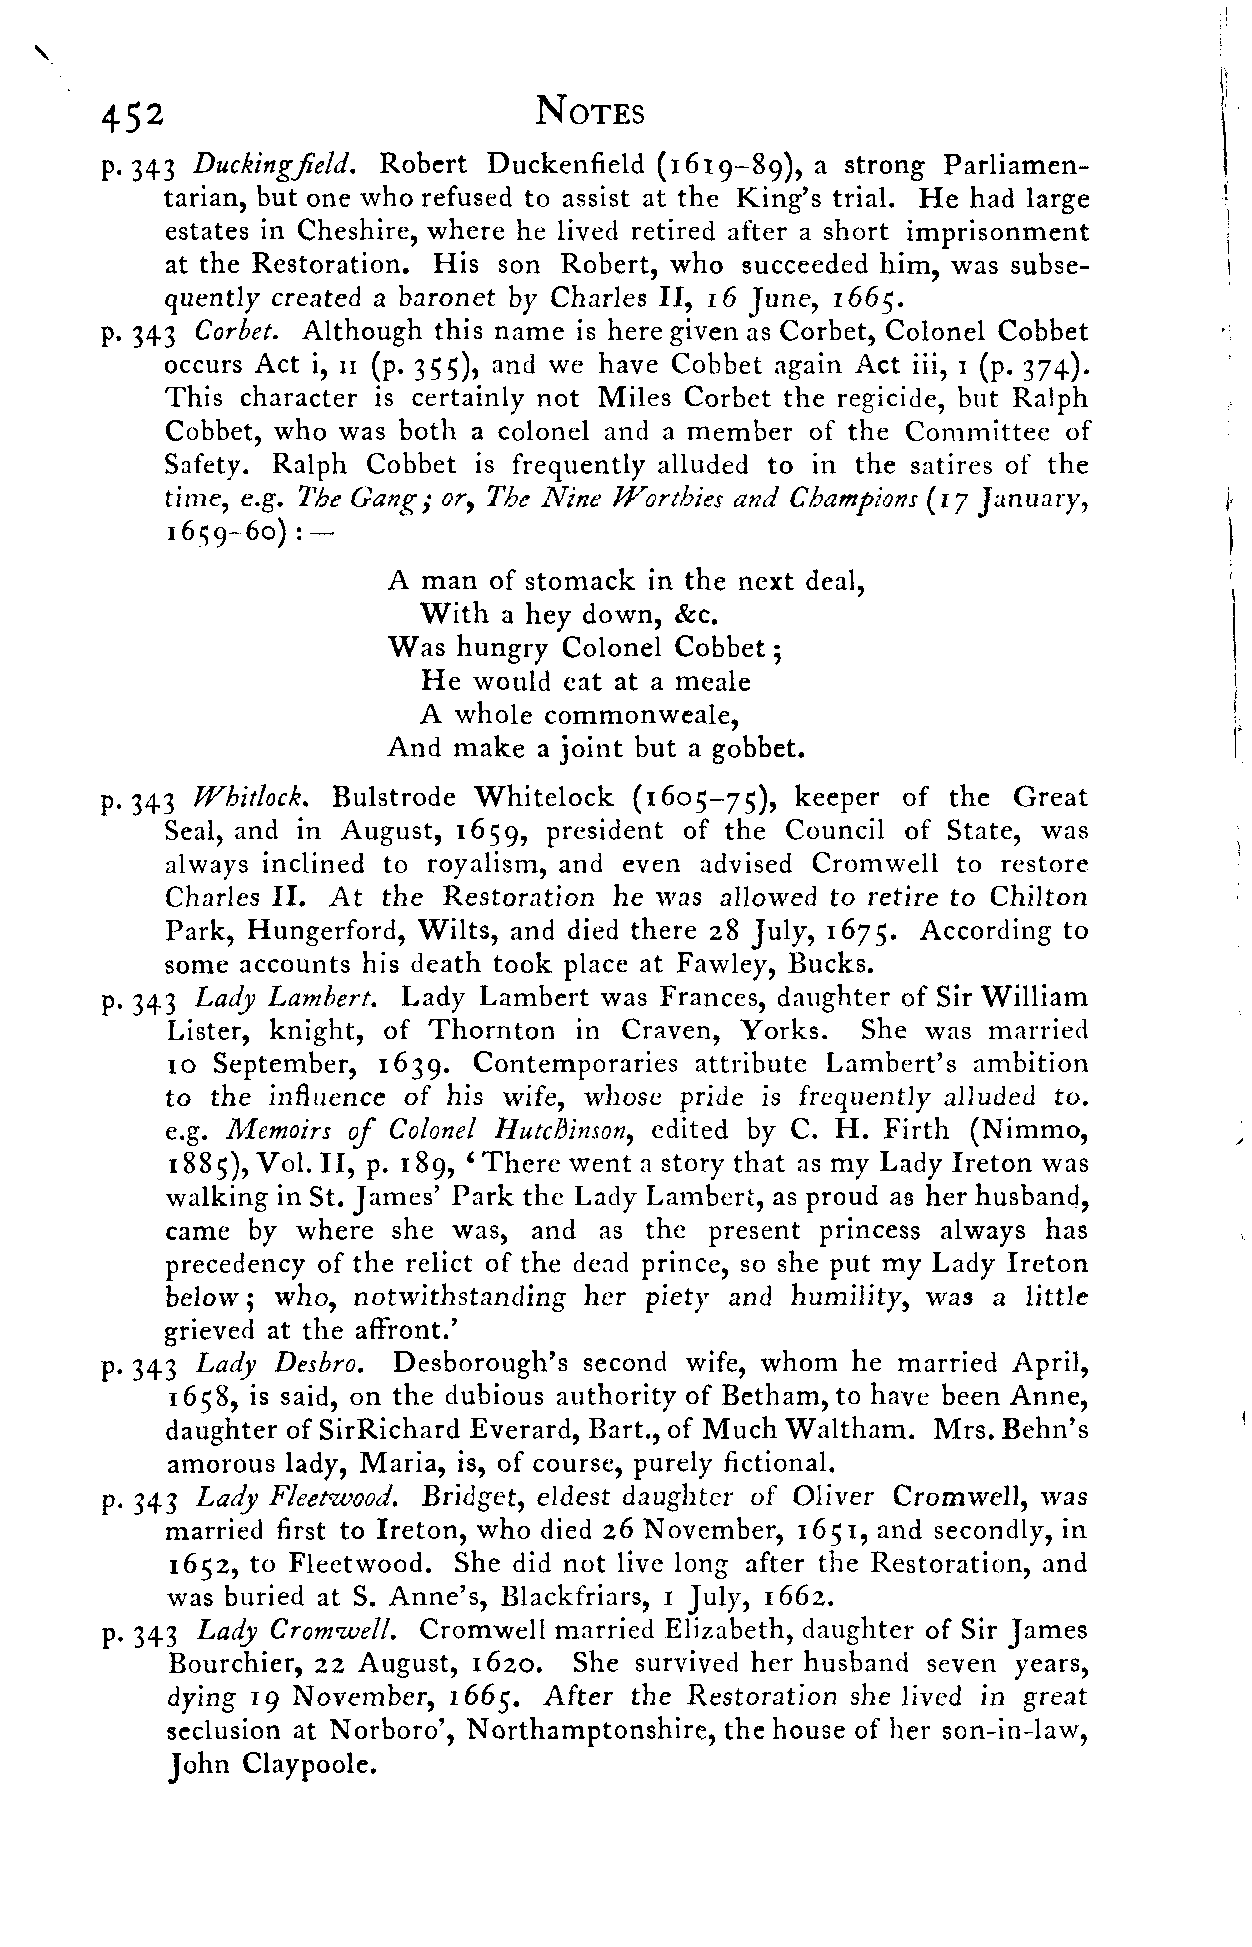 452 NOTES
p. 343 Duckingfield. Robert Duckenfield (1619–89), a strong Parliamen-
tarian, but one who refused to assist at the King's trial. He had large
estates in Cheshire, where he lived retired after a short imprisonment
at the Restoration. His son Robert, who succeeded him, was subse-
quently created a baronet by Charles II, 16 June, 1665.
p. 343 Corbet. Although this name is here given as Corbet, Colonel Cobbet
occurs Act i, 11 (p. 355), and we have Cobbet again Act iii, 1 (p. 374).
This character is certainly not Miles Corbet the regicide, but Ralph
Cobbet, who was both a colonel and a member of the Committee of
Safety. Ralph Cobbet is frequently alluded to in the satires of the
time, e.g. The Gang; or, The Nine Worthies and Champions (17 January,
1659–60) :—
A man of stomack in the next deal,
With a hey down, &c.
Was hungry Colonel Cobbet;
He would eat at a meale
A whole commonweale,
And make a joint but a gobbet.
p. 343 Whitlock. Bulstrode Whitelock (1605–75), keeper of the Great
Seal, and in August, 1659, president of the Council of State, was
always inclined to royalism, and even advised Cromwell to restore
Charles II. At the Restoration he was allowed to retire to Chilton
Park, Hungerford, Wilts, and died there 28 July, 1675. According to
some accounts his death took place at Fawley, Bucks.
p. 343 Lady Lambert. Lady Lambert was Frances, daughter of Sir William
Lister, knight, of Thornton in Craven, Yorks. She was married
10 September, 1639. Contemporaries attribute Lambert's ambition
to the influence of his wife, whose pride is frequently alluded to.
e.g. Memoirs of Colonel Hutchinson, edited by C. H. Firth (Nimmo,
1885), Vol. II, p. 189, ‘There went a story that as my Lady Ireton was
walking in St. James' Park the Lady Lambert, as proud as her husband,
came by where she was, and as the present princess always has
precedency of the relict of the dead prince, so she put my Lady Ireton
below; who, notwithstanding her piety and humility, was a little
grieved at the affront.’
p. 343 Lady Desbro. Desborough's second wife, whom he married April,
1658, is said, on the dubious authority of Betham, to have been Anne,
daughter of SirRichard Everard, Bart., of Much Waltham. Mrs. Behn's
amorous lady, Maria, is, of course, purely fictional.
p. 343 Lady Fleetwood. Bridget, eldest daughter of Oliver Cromwell, was
married first to Ireton, who died 26 November, 1651, and secondly, in
1652, to Fleetwood. She did not live long after the Restoration, and
was buried at S. Anne's, Blackfriars, 1 July, 1662.
p. 343 Lady Cromwell. Cromwell married Elizabeth, daughter of Sir James
Bourchier, 22 August, 1620. She survived her husband seven years,
dying 19 November, 1665. After the Restoration she lived in great
seclusion at Norboro', Northamptonshire, the house of her son-in-law,
John Claypoole.